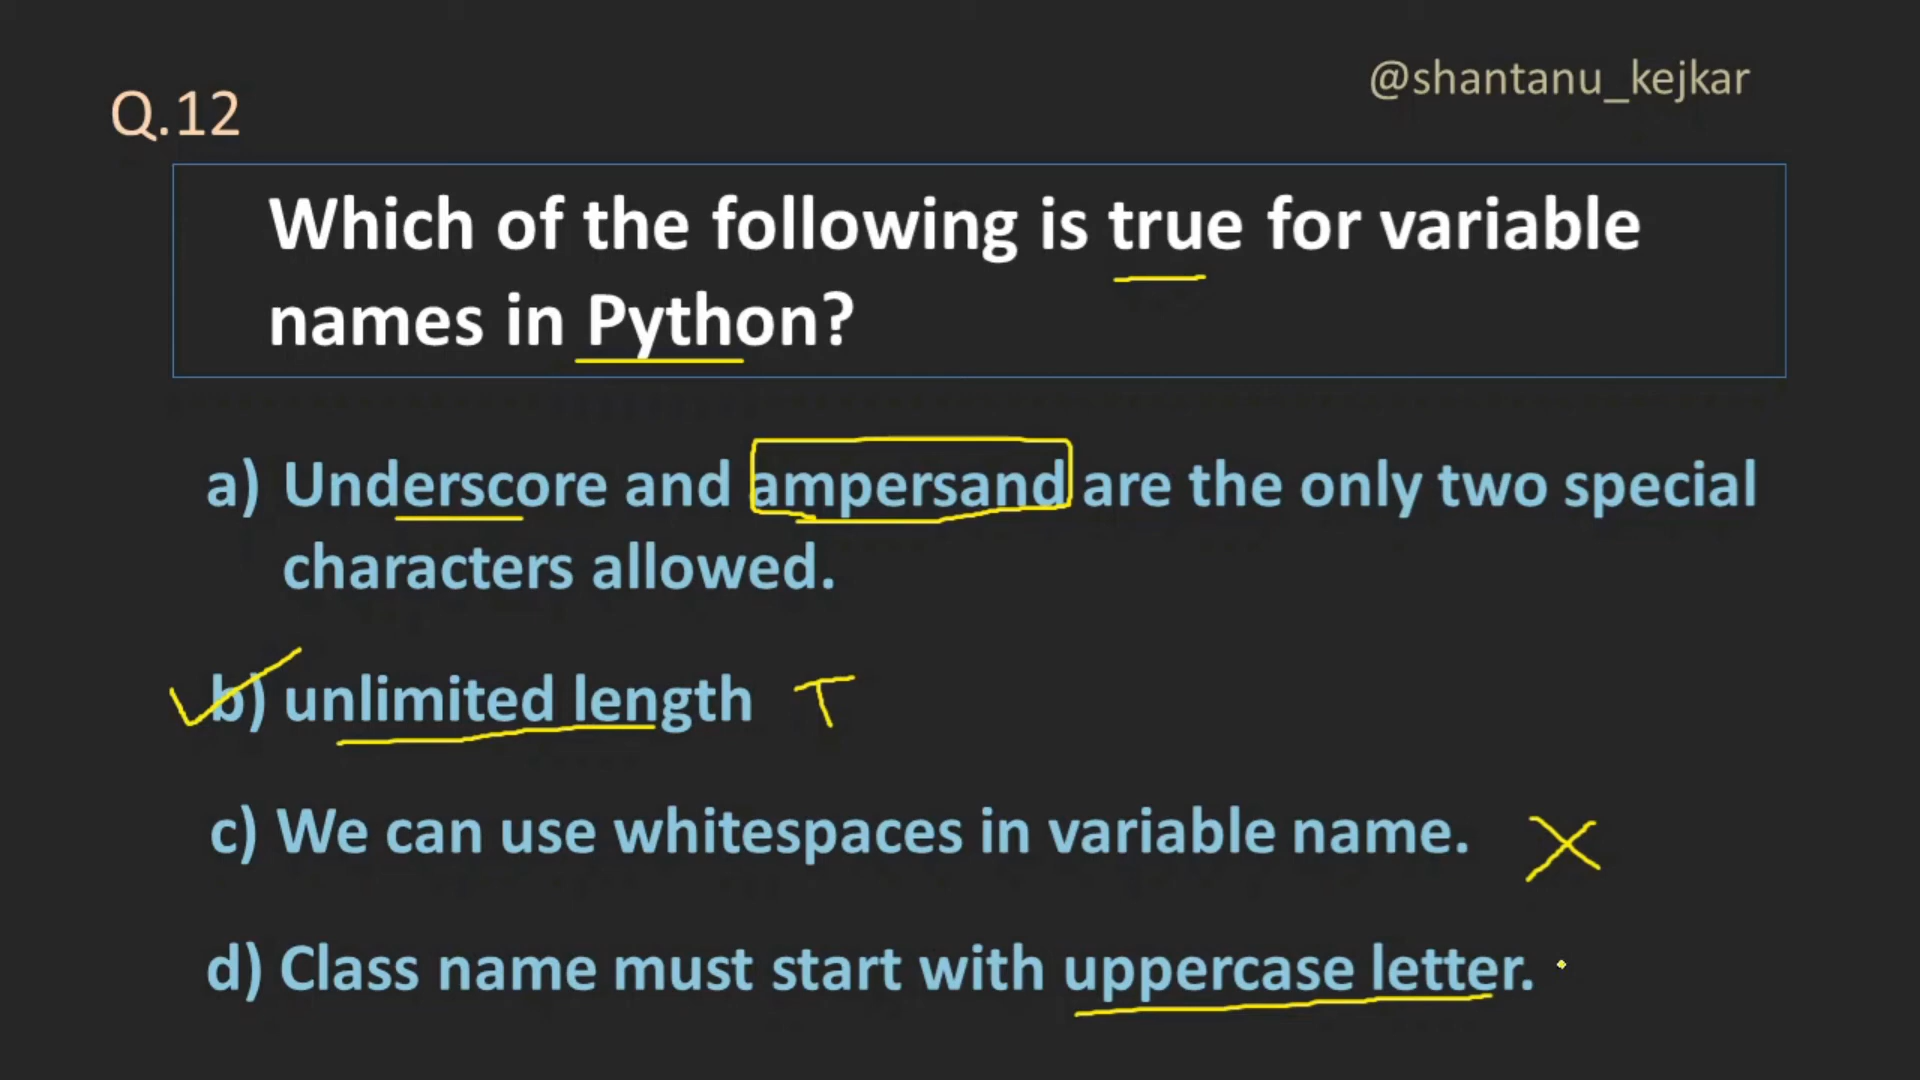 @shantanu_kejkar
Q.12
Which of the following is true for variable
names in Python?
a) Underscore and ampersand are the only two special
characters allowed.
b) unlimited length T
c) We can use whitespaces in variable name.
d) Class name must start with uppercase letter.